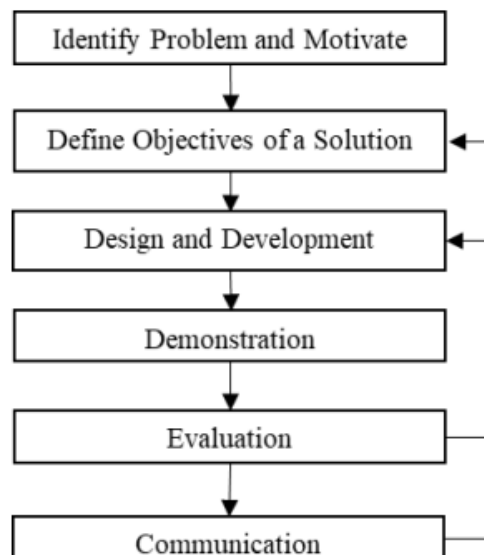 Identify Problem and Motivate
Define Objectives of a Solution
Design and Development
Demonstration
Evaluation
Communication